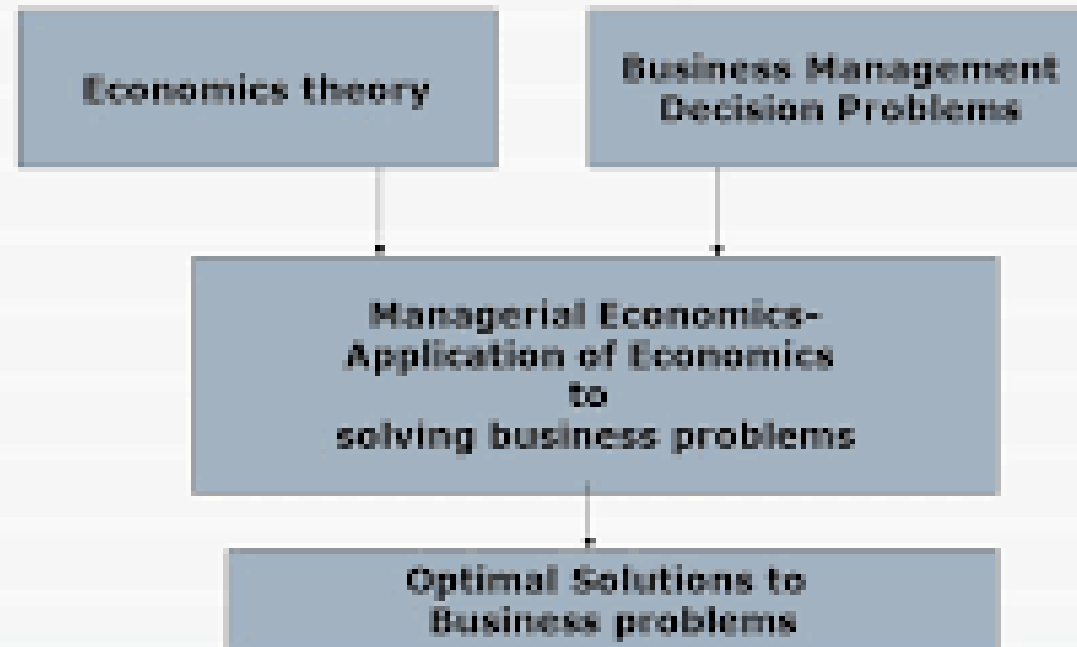 Economics theory
Business Management
Decision Problems
Managerial Economics-
Application of Economics
to
solving business problems
Optimal Solutions to
Business problems